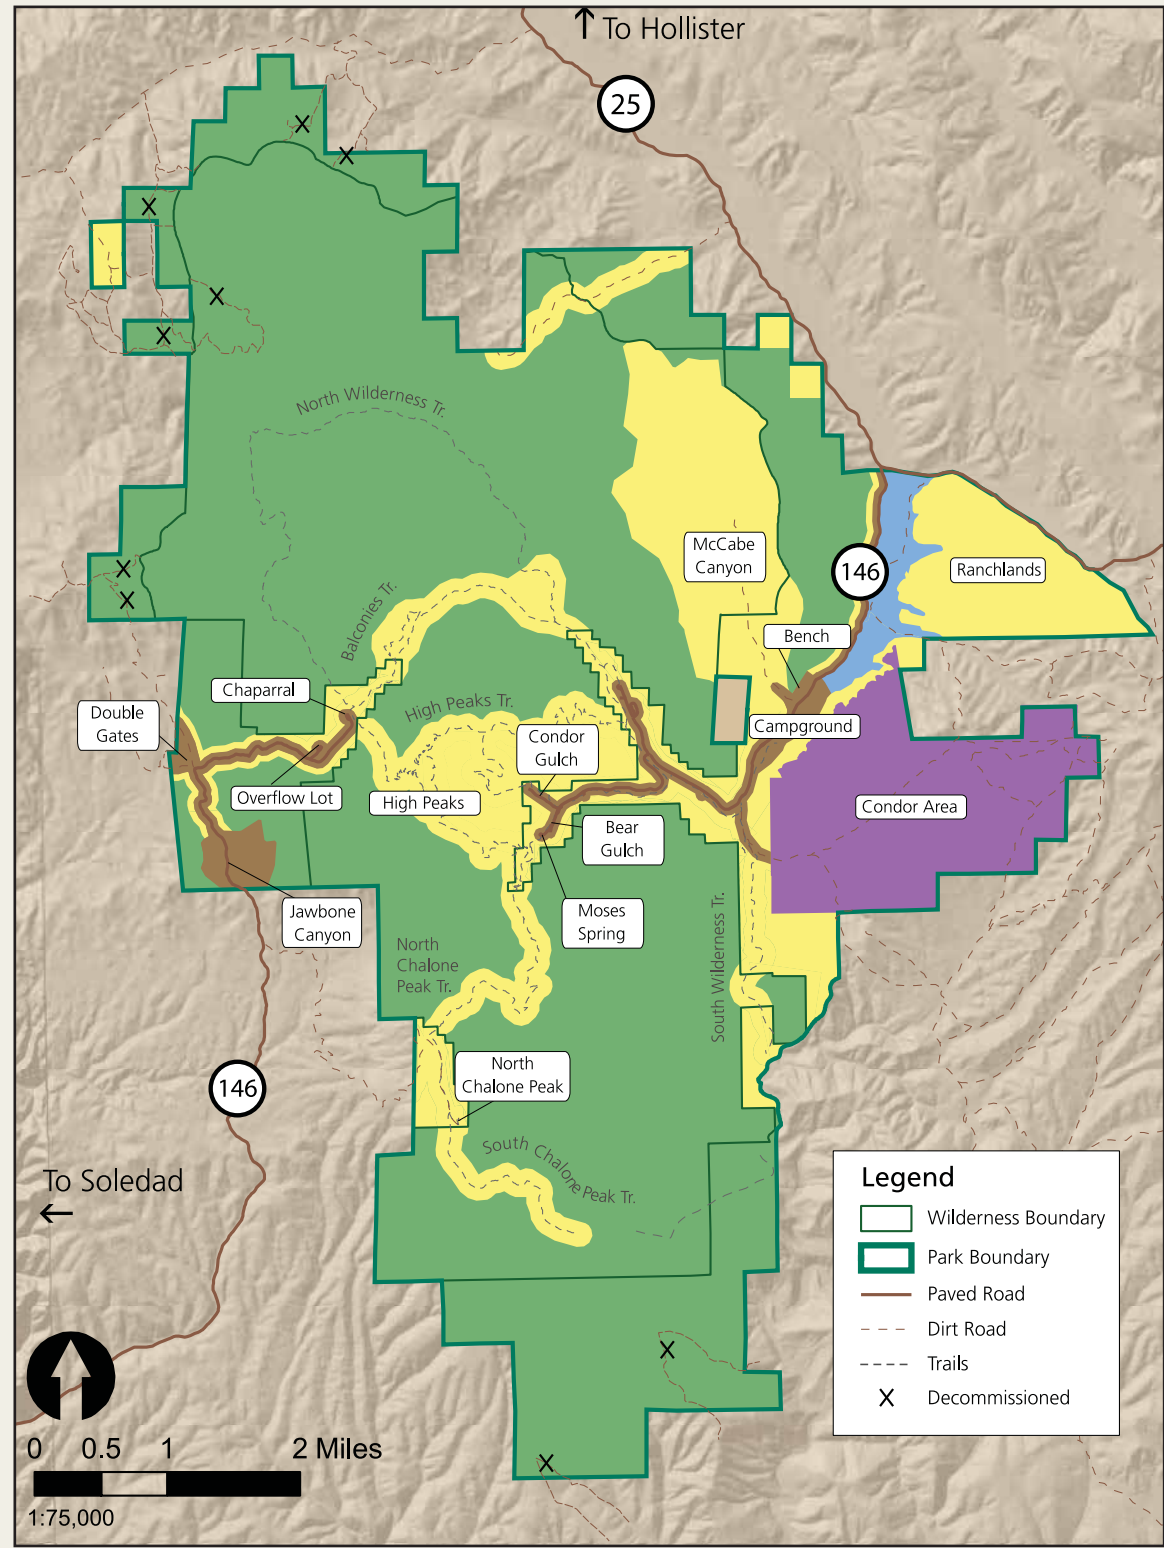 ↑ To Hollister
25
North Wilderness Tr.
McCabe
Canyon
146
Ranchlands
Balconies Tr.
Bench
Chaparral
High Peaks Tr.
Double
Gates
Condor
Gulch
Campground
Overflow Lot
High Peaks
Condor Area
Bear
Gulch
Jawbone
Canyon
Moses
Spring
North
Chalone
Peak Tr.
South Wilderness Tr.
North
Chalone Peak
146
South Chalone Peak Tr.
To Soledad
←
Legend
Wilderness Boundary
Park Boundary
Paved Road
Dirt Road
Trails
X Decommissioned
0 0.5 1 2 Miles
1:75,000